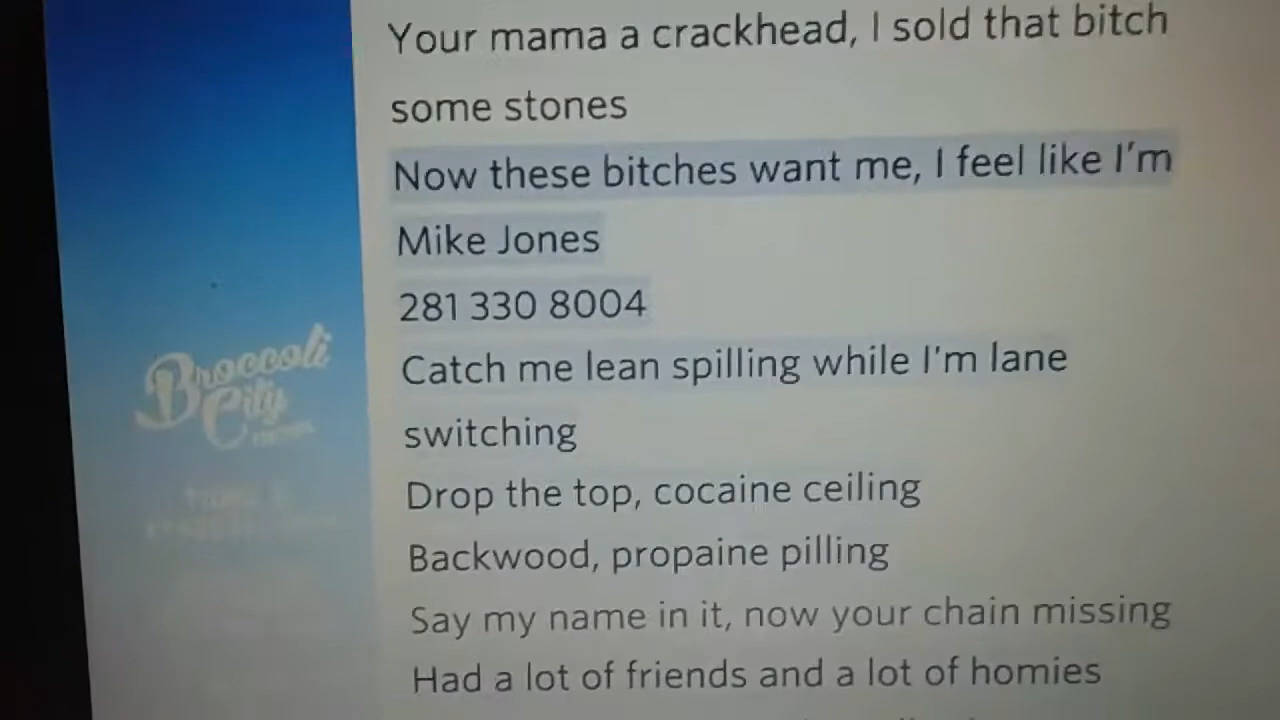 Your mama a crackhead, I sold that bitch
some stones
Now these bitches want me, I feel like I'm
Mike Jones
281 330 8004
Catch me lean spilling while I'm lane
switching
Drop the top, cocaine ceiling
Backwood, propaine pilling
Say my name in it, now your chain missing
Had a lot of friends and a lot of homies
Broccoli
City